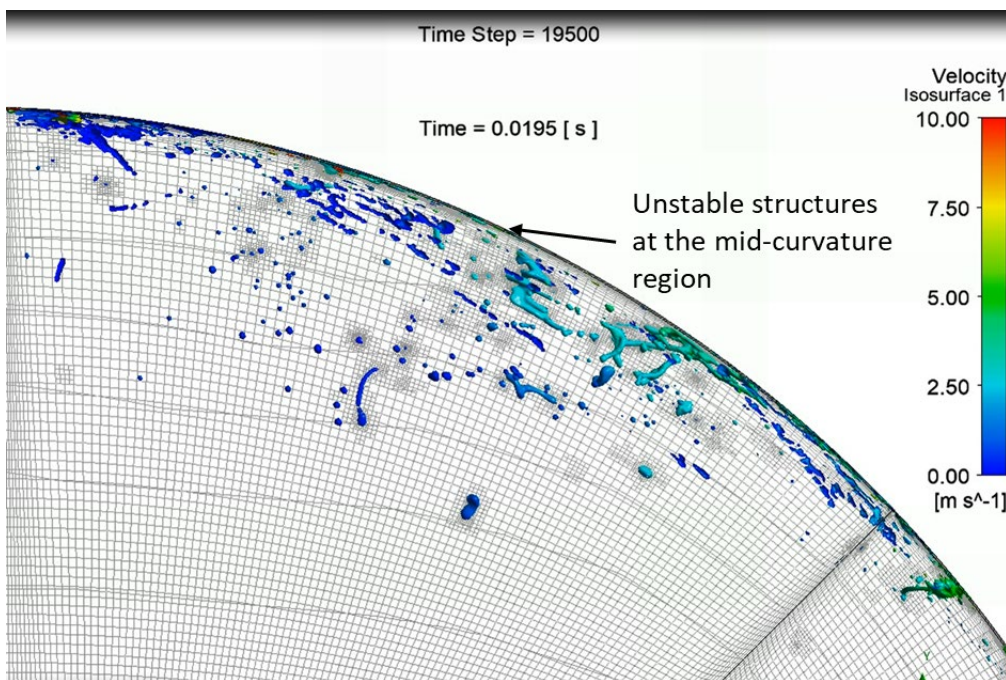 Time Step = 19500
Time = 0.0195 [ s ]
Velocity
Isosurface 1
10.00
7.50
5.00
2.50
0.00
[m s^-1]
Unstable structures
at the mid-curvature
region
Y